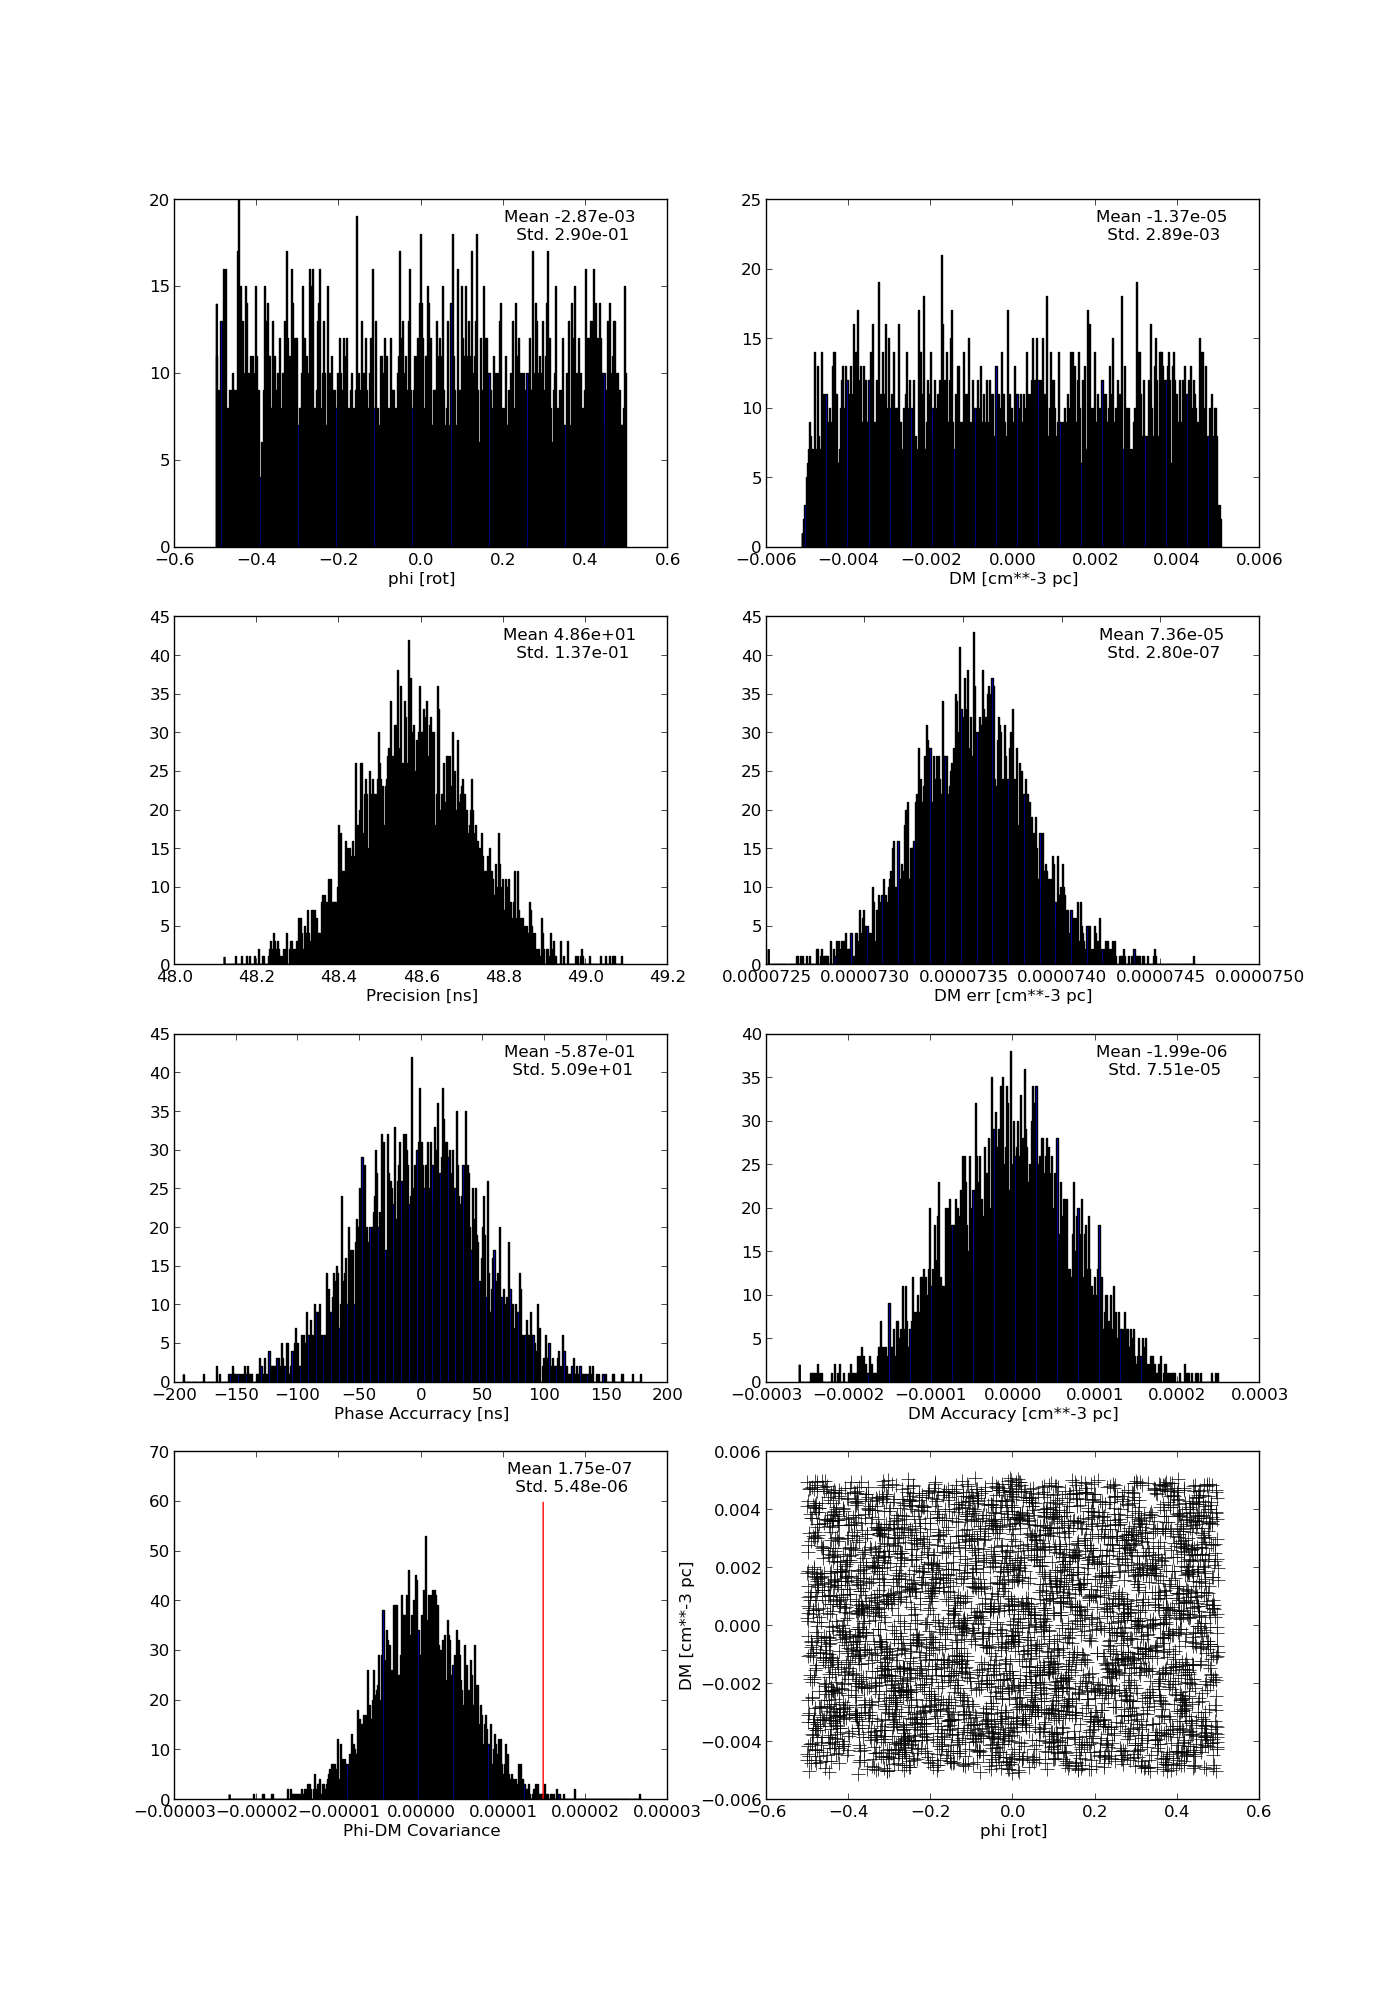 20
15
10
5
0
Mean -2.87e-03
Std. 2.90e-01
−0.6 −0.4 −0.2 0.0 0.2 0.4 0.6
phi [rot]
25
20
15
10
5
0
Mean -1.37e-05
Std. 2.89e-03
−0.006 −0.004 −0.002 0.000 0.002 0.004 0.006
DM [cm**-3 pc]
45
40
35
30
25
20
15
10
5
0
Mean 4.86e+01
Std. 1.37e-01
48.0 48.2 48.4 48.6 48.8 49.0 49.2
Precision [ns]
45
40
35
30
25
20
15
10
5
0
Mean 7.36e-05
Std. 2.80e-07
0.0000725 0.0000730 0.0000735 0.0000740 0.0000745 0.0000750
DM err [cm**-3 pc]
45
40
35
30
25
20
15
10
5
0
Mean -5.87e-01
Std. 5.09e+01
−200 −150 −100 −50 0 50 100 150 200
Phase Accurracy [ns]
40
35
30
25
20
15
10
5
0
Mean -1.99e-06
Std. 7.51e-05
−0.0003 −0.0002 −0.0001 0.0000 0.0001 0.0002 0.0003
DM Accuracy [cm**-3 pc]
70
60
50
40
30
20
10
0
Mean 1.75e-07
Std. 5.48e-06
−0.00003 −0.00002 −0.00001 0.00000 0.00001 0.00002 0.00003
Phi-DM Covariance
DM [cm**-3 pc]
0.006
0.004
0.002
0.000
−0.002
−0.004
−0.006
−0.6 −0.4 −0.2 0.0 0.2 0.4 0.6
phi [rot]